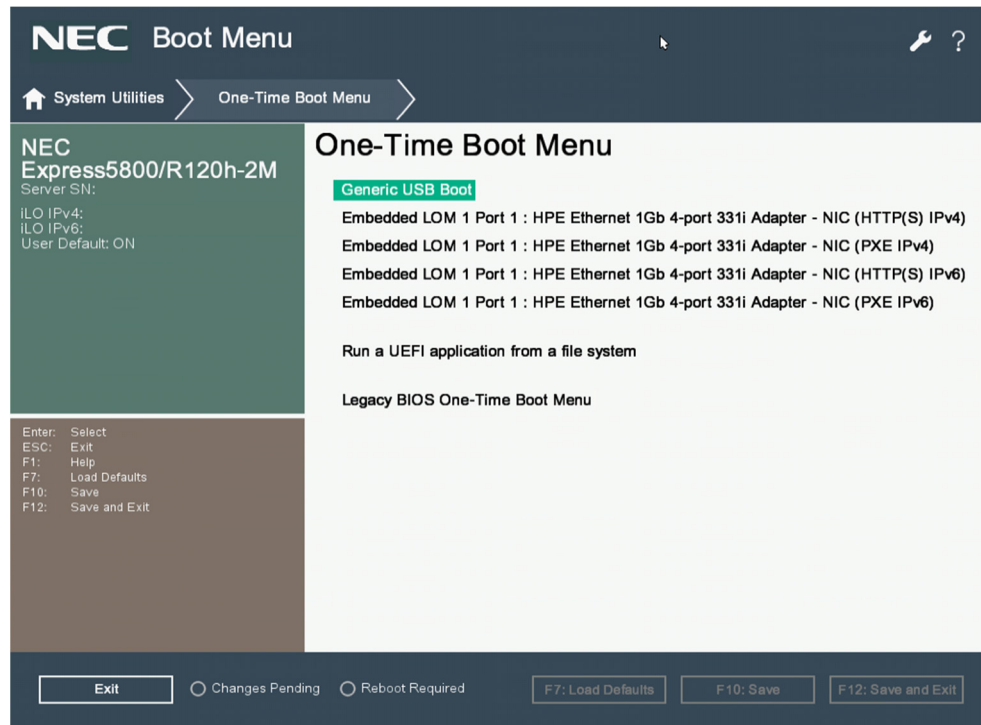 NEC Boot Menu
?
System Utilities
One-Time Boot Menu
NEC
Express5800/R120h-2M
Server SN:
iLO IPv4:
iLO IPv6:
User Default: ON
Enter: Select
ESC: Exit
F1: Help
F7: Load Defaults
F10: Save
F12: Save and Exit
One-Time Boot Menu
Generic USB Boot
Embedded LOM 1 Port 1 : HPE Ethernet 1Gb 4-port 331i Adapter - NIC (HTTP(S) IPv4)
Embedded LOM 1 Port 1 : HPE Ethernet 1Gb 4-port 331i Adapter - NIC (PXE IPv4)
Embedded LOM 1 Port 1 : HPE Ethernet 1Gb 4-port 331i Adapter - NIC (HTTP(S) IPv6)
Embedded LOM 1 Port 1 : HPE Ethernet 1Gb 4-port 331i Adapter - NIC (PXE IPv6)
Run a UEFI application from a file system
Legacy BIOS One-Time Boot Menu
Exit
Changes Pending
Reboot Required
F7: Load Defaults
F10: Save
F12: Save and Exit